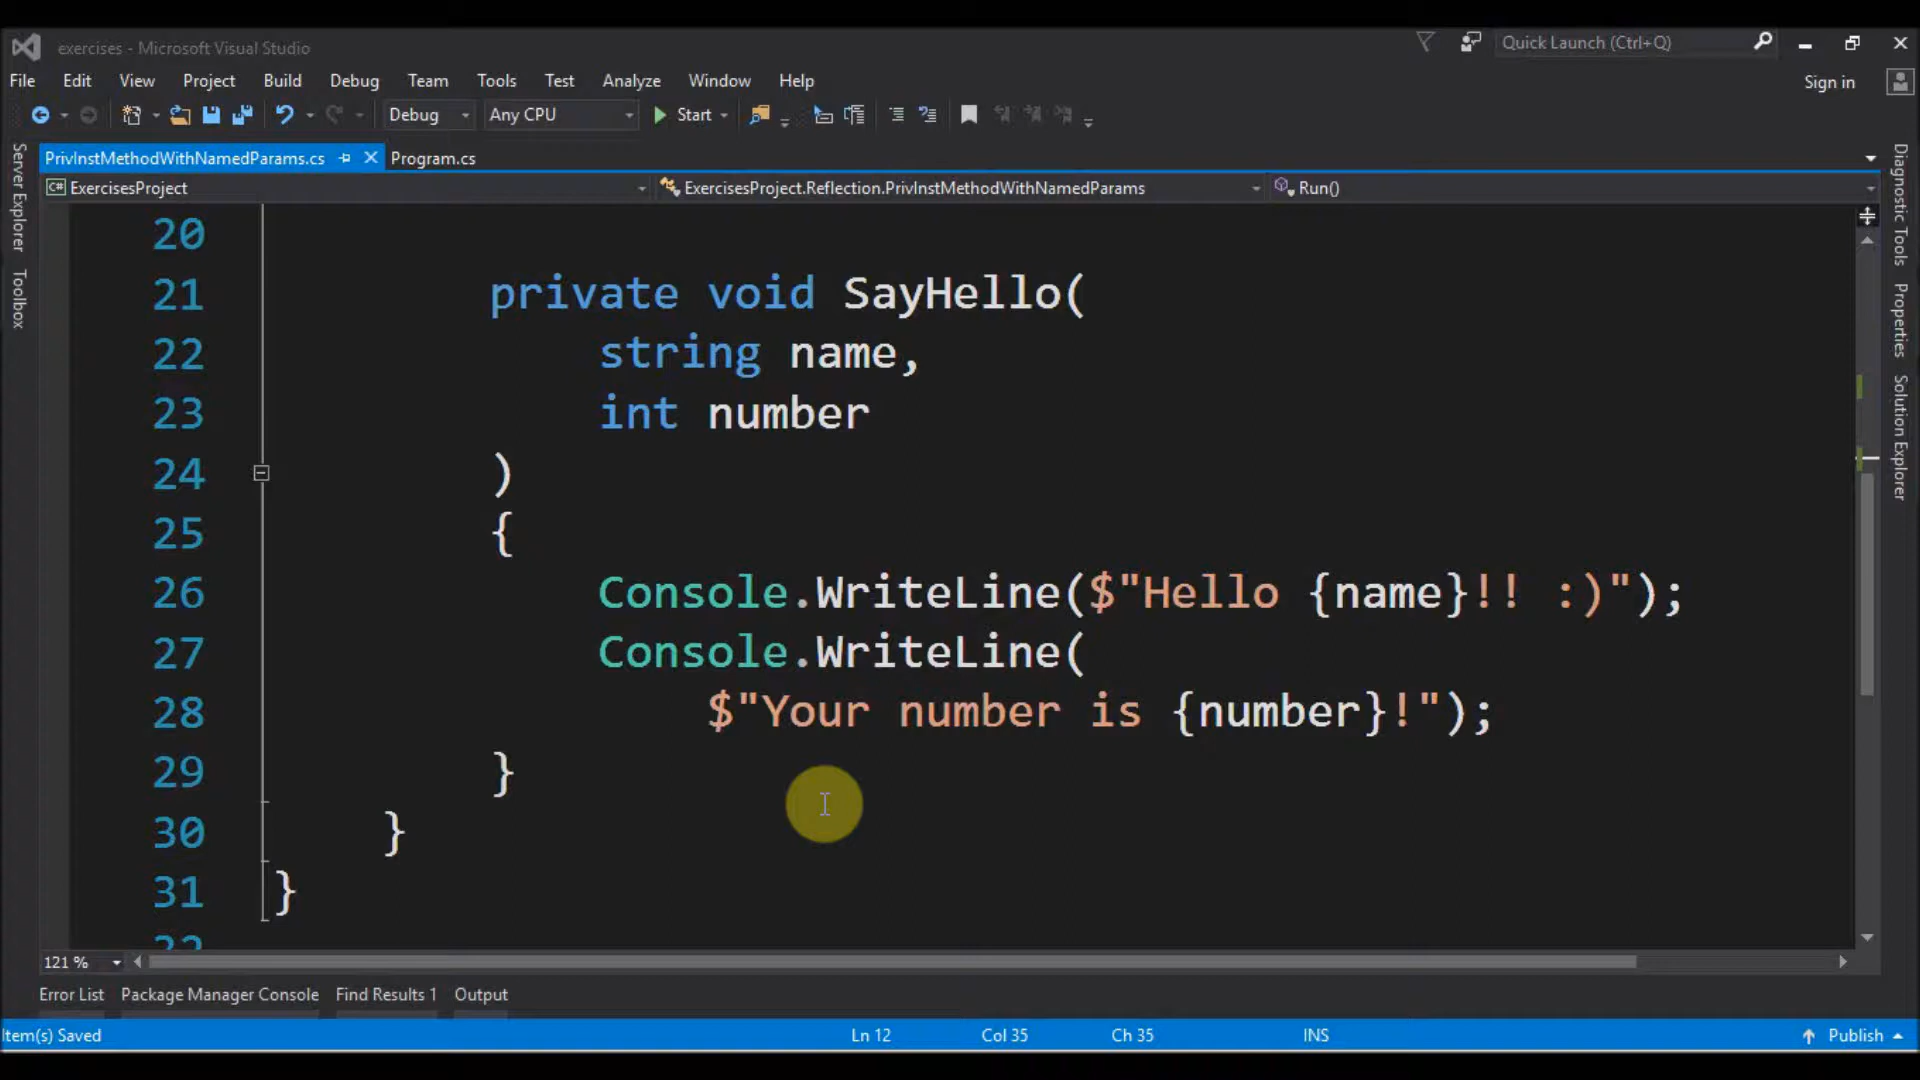 exercises - Microsoft Visual Studio
Quick Launch (Ctrl+Q)
File Edit View Project Build Debug Team Tools Test Analyze Window Help
Sign in
Debug Any CPU Start
PrivInstMethodWithNamedParams.cs Program.cs
C# ExercisesProject ExercisesProject.Reflection.PrivInstMethodWithNamedParams Run()
Server Explorer
Toolbox
20
21 private void SayHello(
22 string name,
23 int number
24 )
25 {
26 Console.WriteLine($"Hello {name}!! :)");
27 Console.WriteLine(
28 $"Your number is {number}!");
29 }
30 }
31 }
32
Diagnostic Tools
Properties
Solution Explorer
121 %
Error List Package Manager Console Find Results 1 Output
Item(s) Saved Ln 12 Col 35 Ch 35 INS Publish